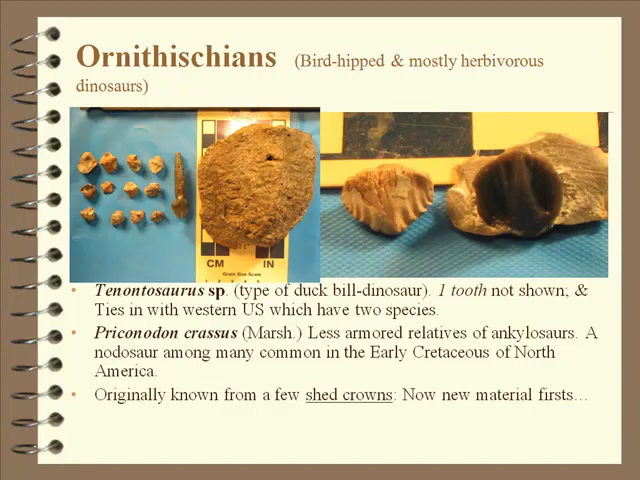 Ornithischians (Bird-hipped & mostly herbivorous
dinosaurs)
CM IN
Grain Size Scale
• Tenontosaurus sp. (type of duck bill-dinosaur). 1 tooth not shown; &
Ties in with western US which have two species.
• Priconodon crassus (Marsh.) Less armored relatives of ankylosaurs. A
nodosaur among many common in the Early Cretaceous of North
America.
• Originally known from a few shed crowns: Now new material firsts…